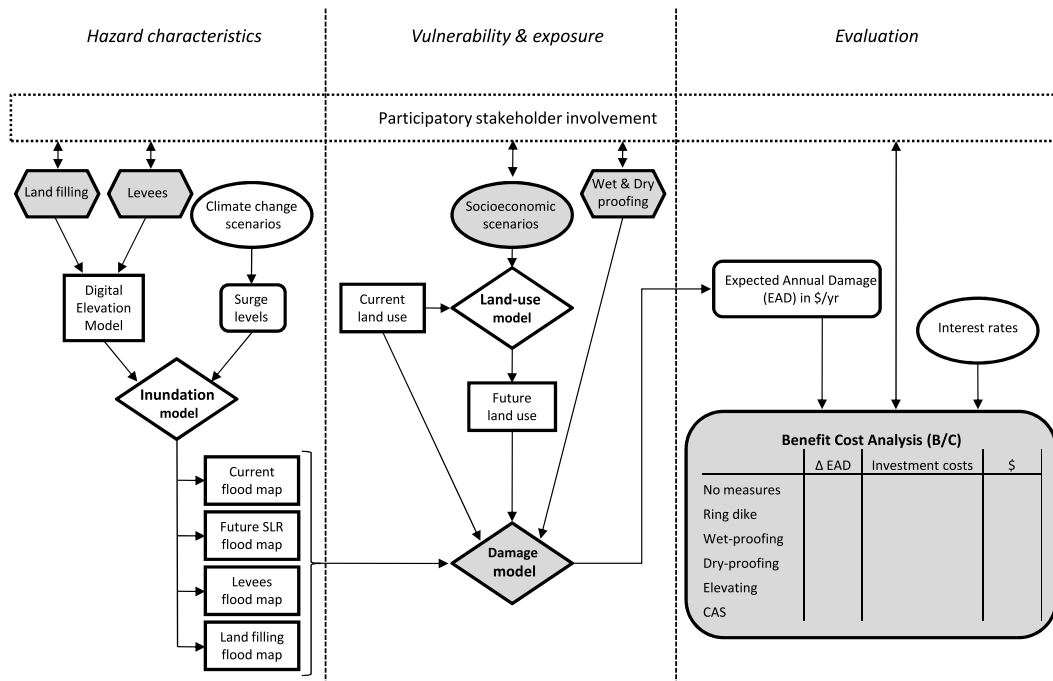 Hazard characteristics
Vulnerability & exposure
Evaluation
Participatory stakeholder involvement
Land filling
Levees
Climate change
scenarios
Socioeconomic
scenarios
Wet & Dry
proofing
Digital
Elevation
Model
Surge
levels
Current
land use
Land-use
model
Expected Annual Damage
(EAD) in $/yr
Interest rates
Inundation
model
Future
land use
Current
flood map
Future SLR
flood map
Levees
flood map
Land filling
flood map
Damage
model
Benefit Cost Analysis (B/C)
Δ EAD Investment costs $
No measures
Ring dike
Wet-proofing
Dry-proofing
Elevating
CAS